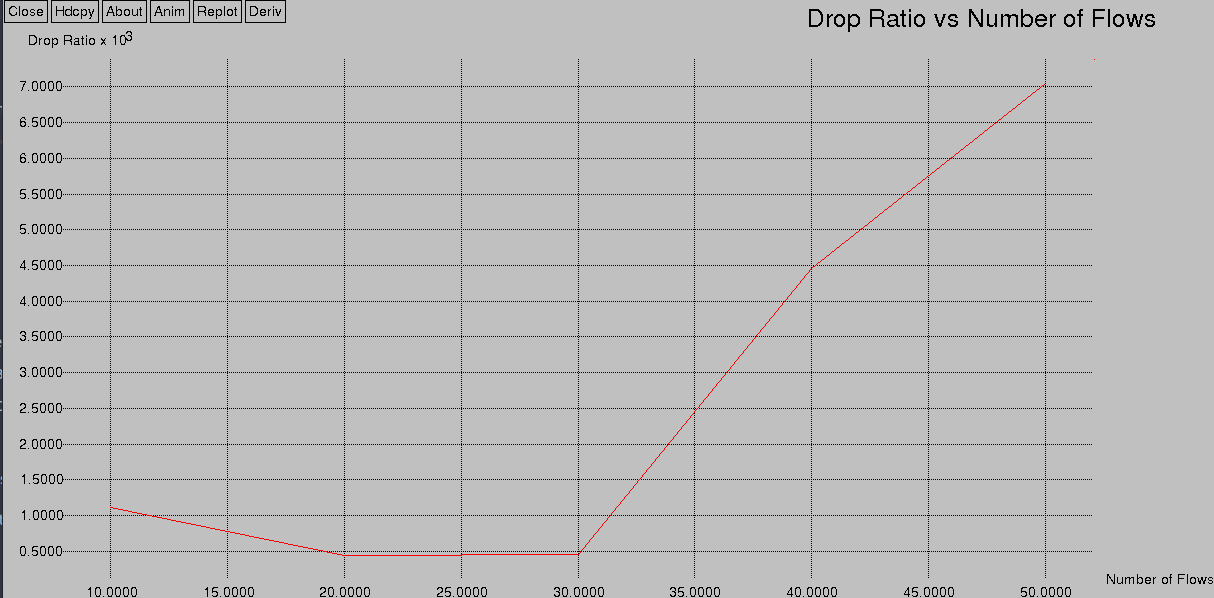 Close Hdcpy About Anim Replot Deriv
Drop Ratio vs Number of Flows
Drop Ratio x 10³
7.0000
6.5000
6.0000
5.5000
5.0000
4.5000
4.0000
3.5000
3.0000
2.5000
2.0000
1.5000
1.0000
0.5000
Number of Flows
10.0000 15.0000 20.0000 25.0000 30.0000 35.0000 40.0000 45.0000 50.0000